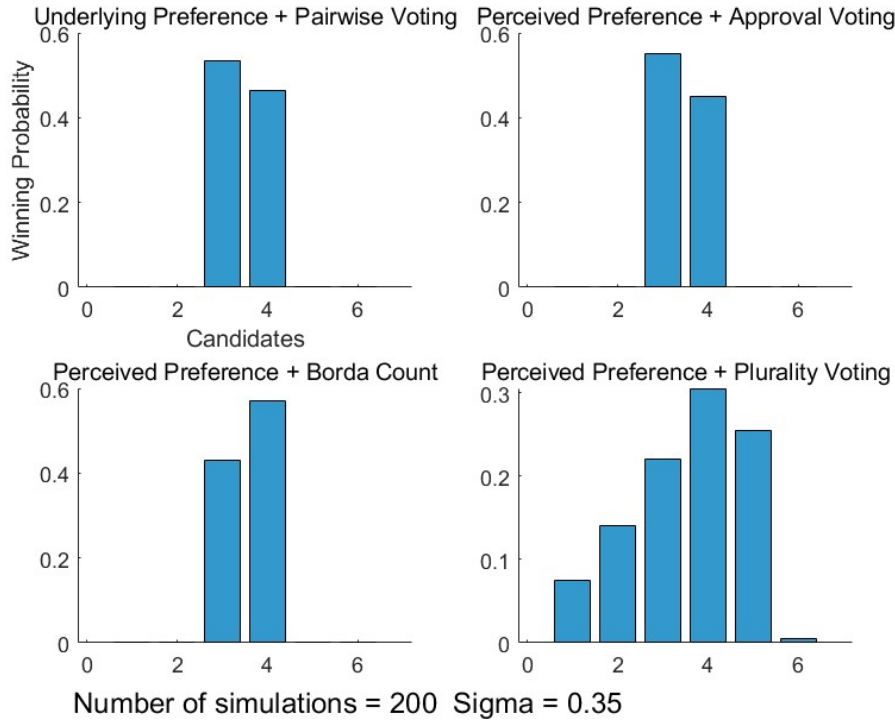 Underlying Preference + Pairwise Voting
0.6
0.4
0.2
0
Winning Probability
0 2 4 6
Candidates
Perceived Preference + Approval Voting
0.6
0.4
0.2
0
0 2 4 6
Perceived Preference + Borda Count
0.6
0.4
0.2
0
0 2 4 6
Perceived Preference + Plurality Voting
0.3
0.2
0.1
0
0 2 4 6
Number of simulations = 200 Sigma = 0.35